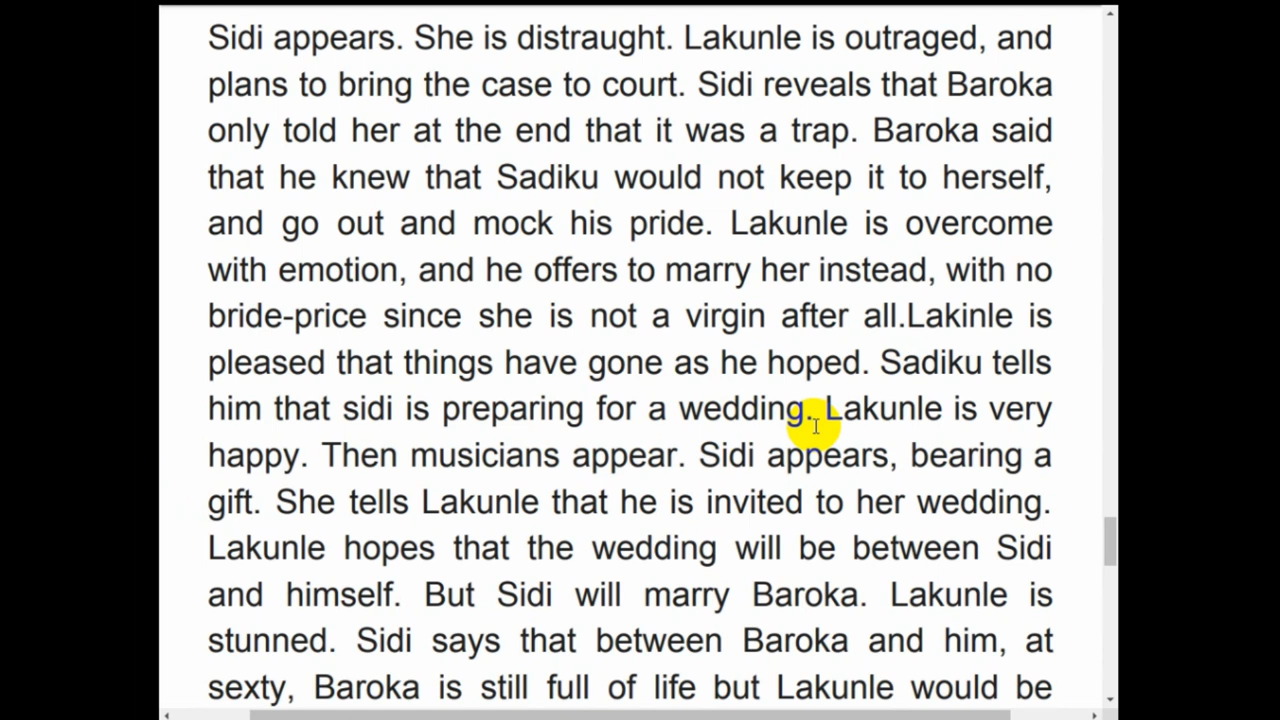 Sidi appears. She is distraught. Lakunle is outraged, and
plans to bring the case to court. Sidi reveals that Baroka
only told her at the end that it was a trap. Baroka said
that he knew that Sadiku would not keep it to herself,
and go out and mock his pride. Lakunle is overcome
with emotion, and he offers to marry her instead, with no
bride-price since she is not a virgin after all.Lakinle is
pleased that things have gone as he hoped. Sadiku tells
him that sidi is preparing for a wedding. Lakunle is very
happy. Then musicians appear. Sidi appears, bearing a
gift. She tells Lakunle that he is invited to her wedding.
Lakunle hopes that the wedding will be between Sidi
and himself. But Sidi will marry Baroka. Lakunle is
stunned. Sidi says that between Baroka and him, at
sexty, Baroka is still full of life but Lakunle would be